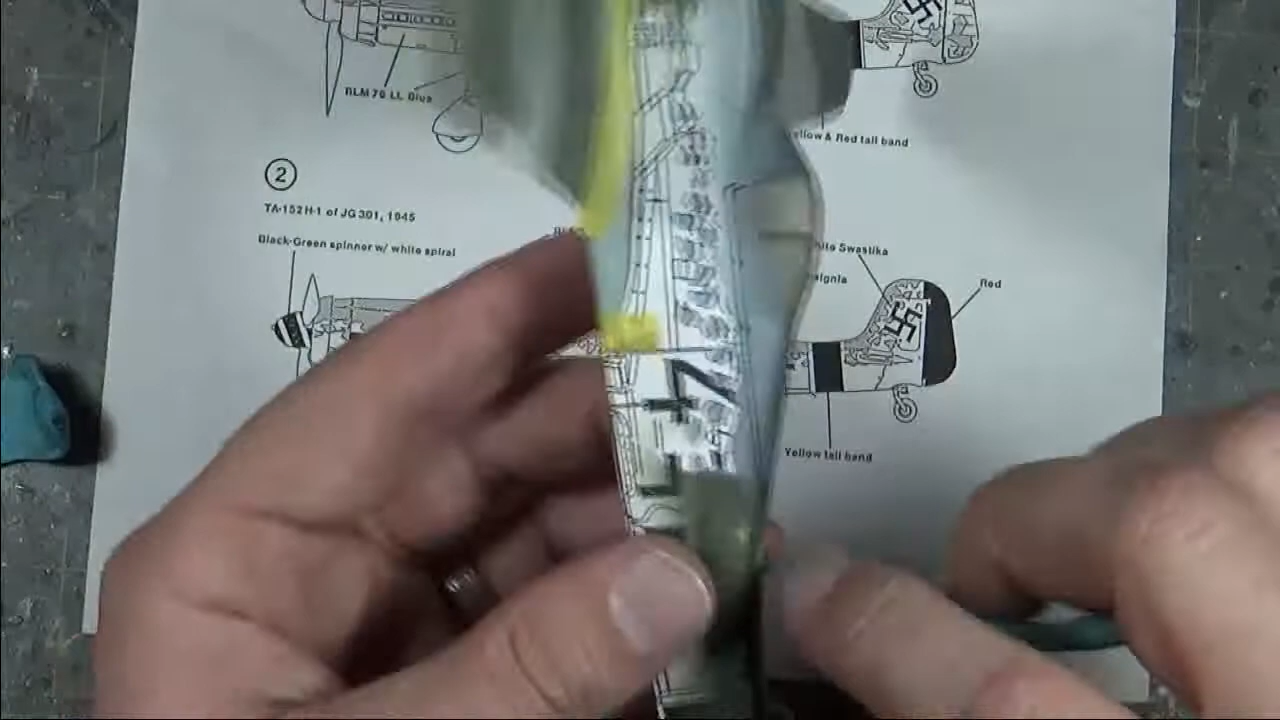 RLM 76 Lt. Blue
Yellow & Red tail band
2
TA-152 H-1 of JG 301, 1945
Black-Green spinner w/ white spiral
Swastika
Red
Yellow tail band
4